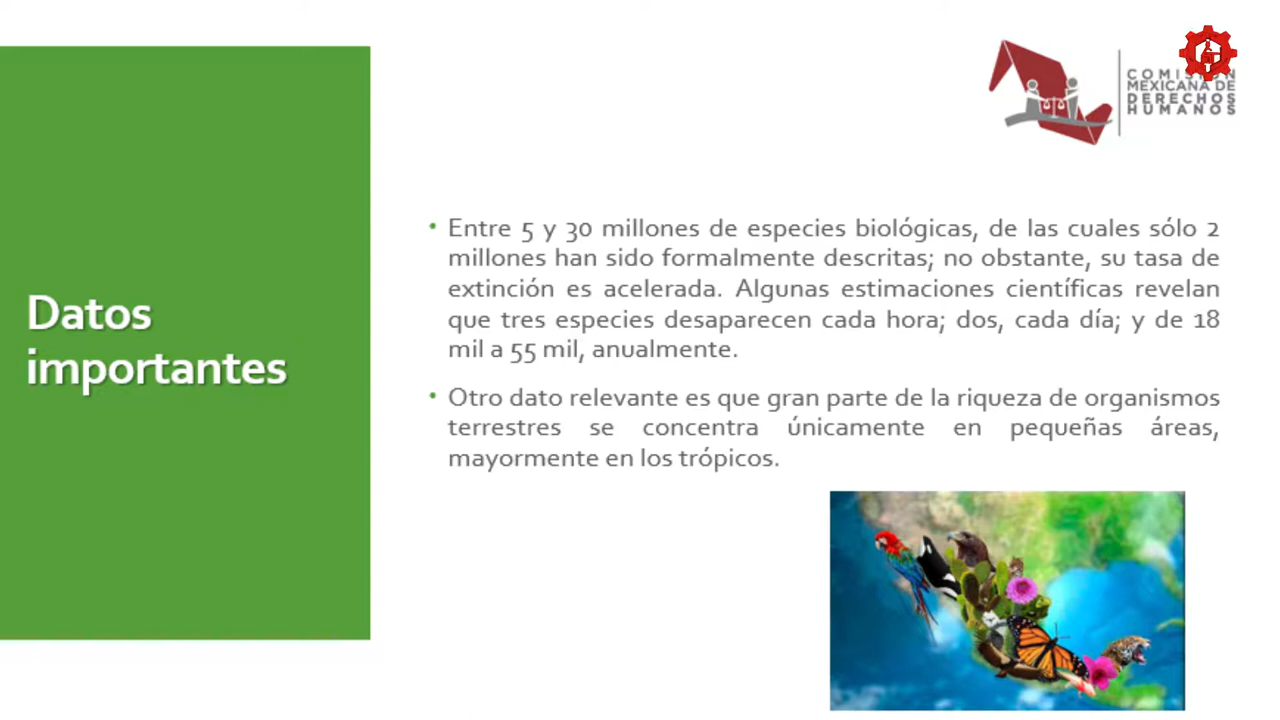 COMISIÓN
MEXICANA DE
DERECHOS
HUMANOS
Datos
importantes
• Entre 5 y 30 millones de especies biológicas, de las cuales sólo 2
millones han sido formalmente descritas; no obstante, su tasa de
extinción es acelerada. Algunas estimaciones científicas revelan
que tres especies desaparecen cada hora; dos, cada día; y de 18
mil a 55 mil, anualmente.
• Otro dato relevante es que gran parte de la riqueza de organismos
terrestres se concentra únicamente en pequeñas áreas,
mayormente en los trópicos.